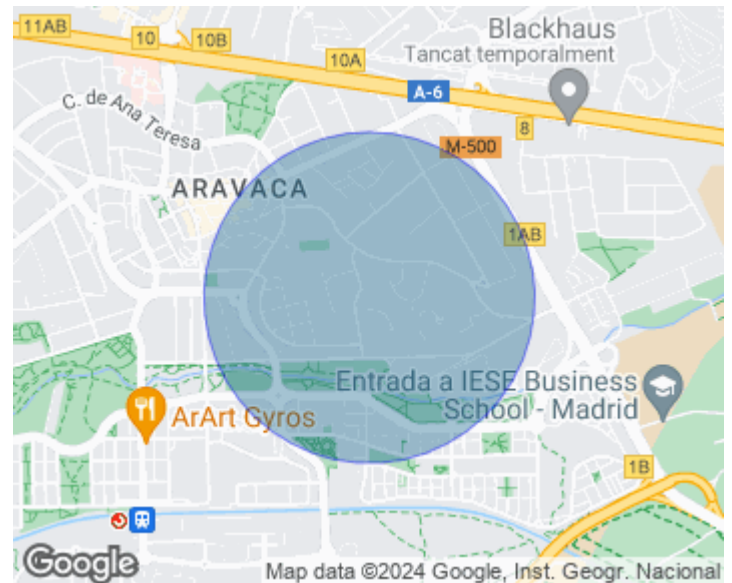 11AB
10
10B
10A
Blackhaus
Tancat temporalment
A-6
8
C. de Ana Teresa
M-500
ARAVACA
1AB
Entrada a IESE Business
School - Madrid
ArArt Gyros
1B
Google
Map data ©2024 Google, Inst. Geogr. Nacional